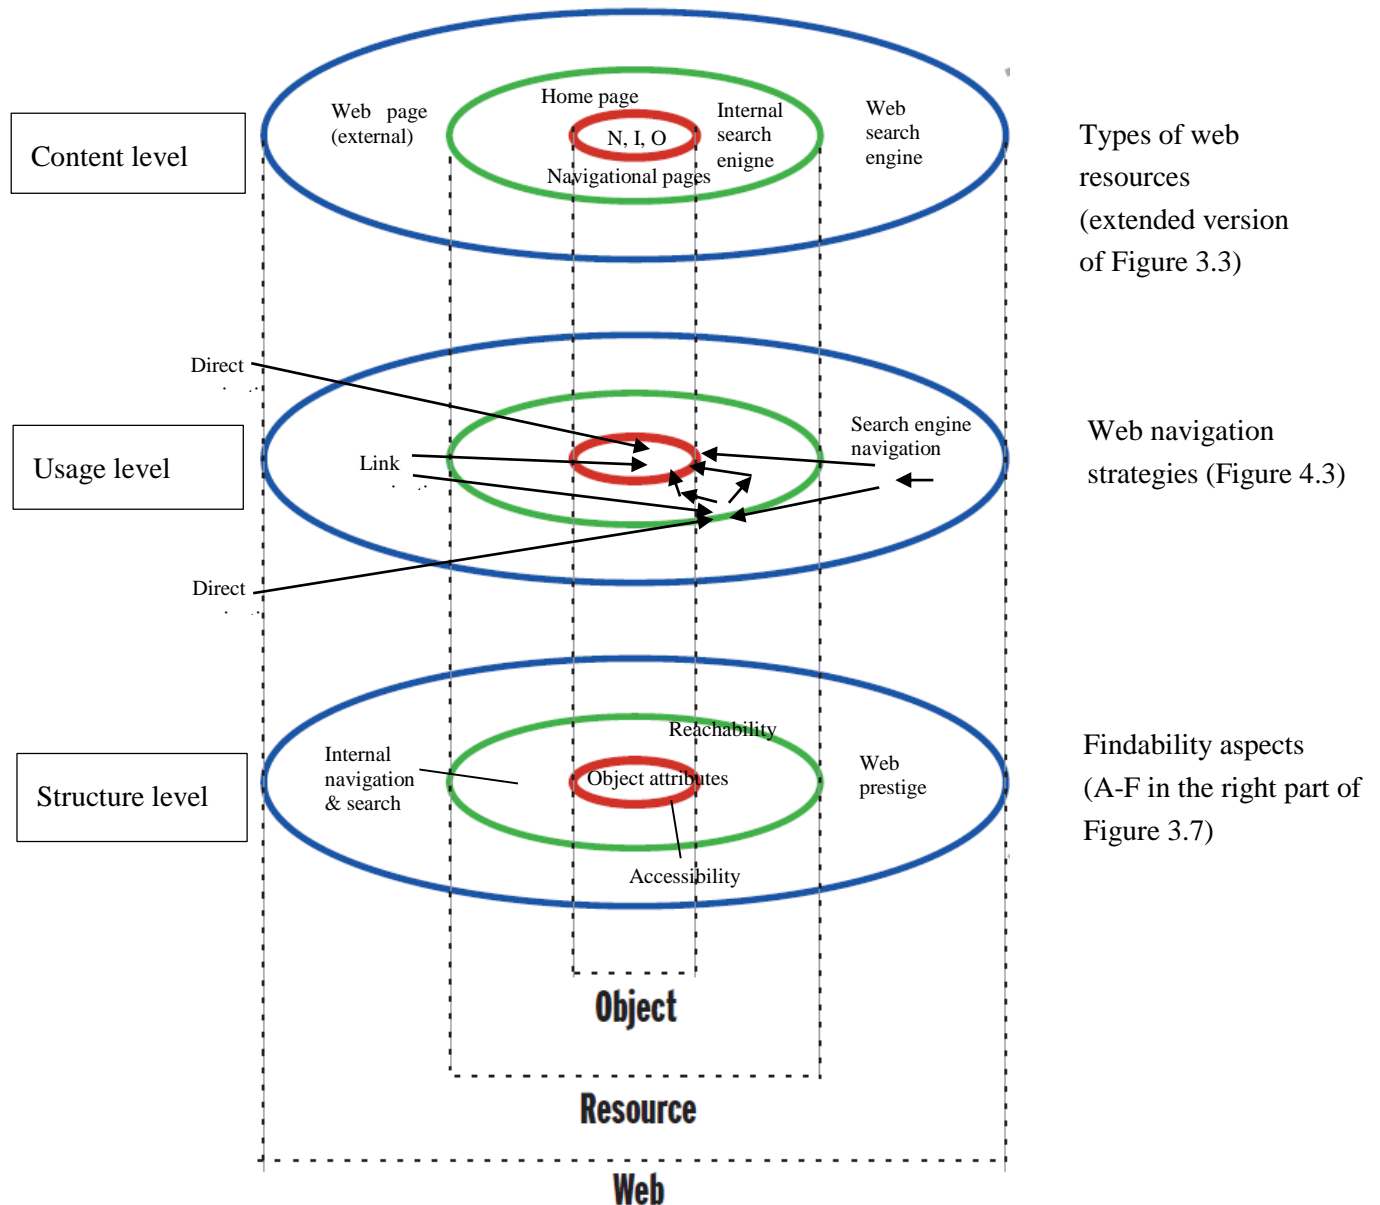 Content level
Web page
(external)
Home page
N, I, O
Navigational pages
Internal
search
enigne
Web
search
engine
Types of web
resources
(extended version
of Figure 3.3)
Usage level
Direct
Link
Direct
Search engine
navigation
Web navigation
strategies (Figure 4.3)
Structure level
Internal
navigation
& search
Reachability
Object attributes
Accessibility
Web
prestige
Findability aspects
(A-F in the right part of
Figure 3.7)
Object
Resource
Web